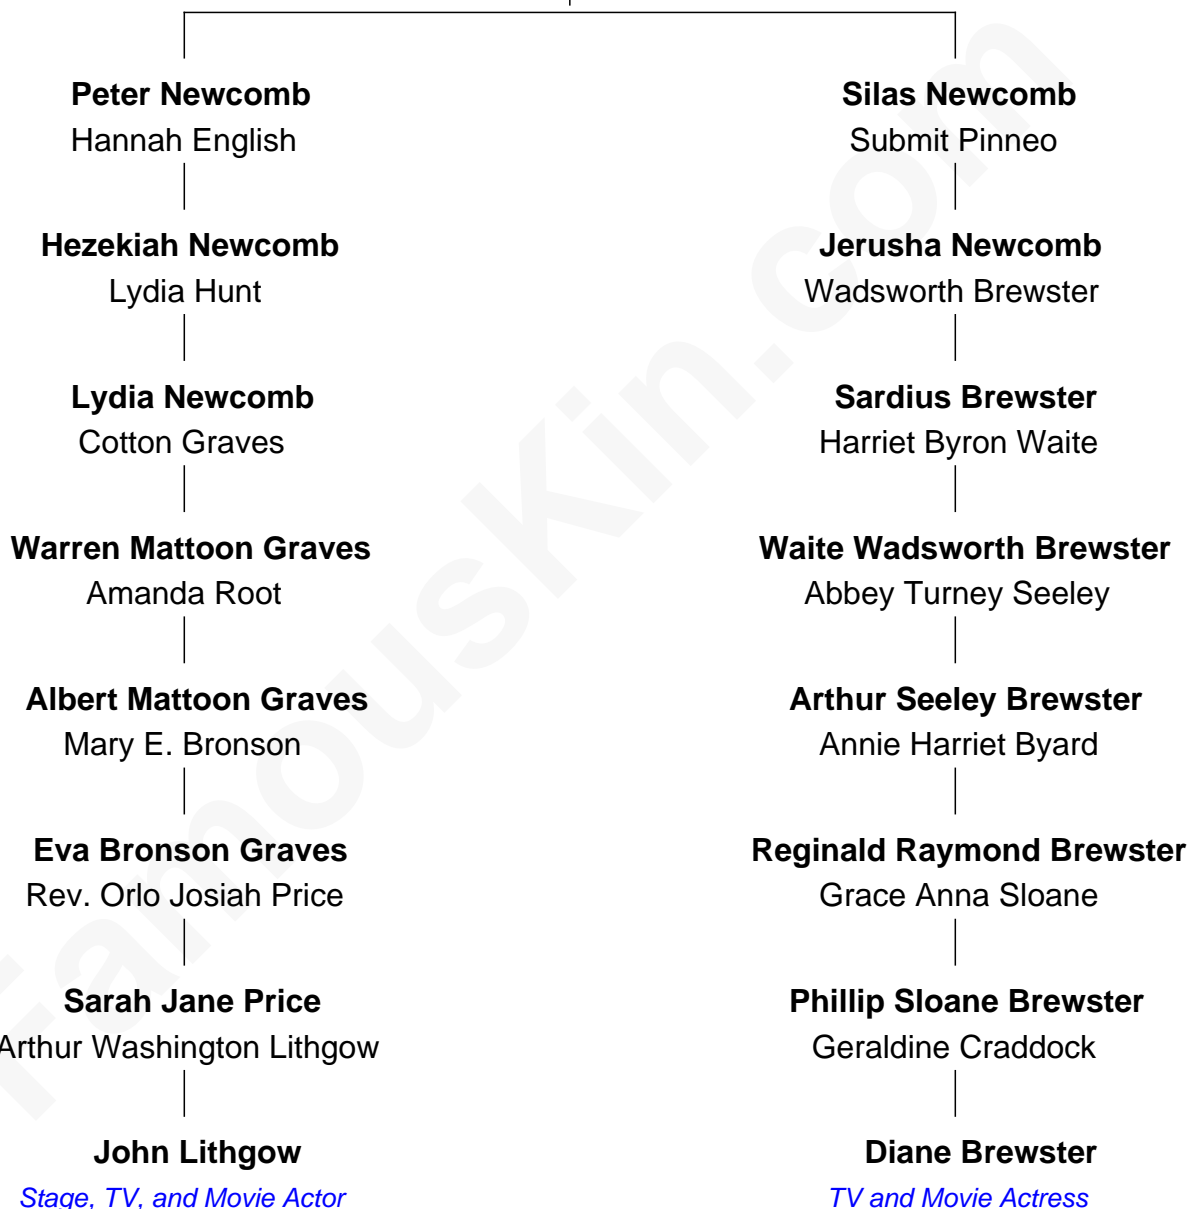 Peter Newcomb
Hannah English
Hezekiah Newcomb
Lydia Hunt
Lydia Newcomb
Cotton Graves
Warren Mattoon Graves
Amanda Root
Albert Mattoon Graves
Mary E. Bronson
Eva Bronson Graves
Rev. Orlo Josiah Price
Sarah Jane Price
Arthur Washington Lithgow
John Lithgow
Stage, TV, and Movie Actor
Silas Newcomb
Submit Pinneo
Jerusha Newcomb
Wadsworth Brewster
Sardius Brewster
Harriet Byron Waite
Waite Wadsworth Brewster
Abbey Turney Seeley
Arthur Seeley Brewster
Annie Harriet Byard
Reginald Raymond Brewster
Grace Anna Sloane
Phillip Sloane Brewster
Geraldine Craddock
Diane Brewster
TV and Movie Actress
FamousKin.com